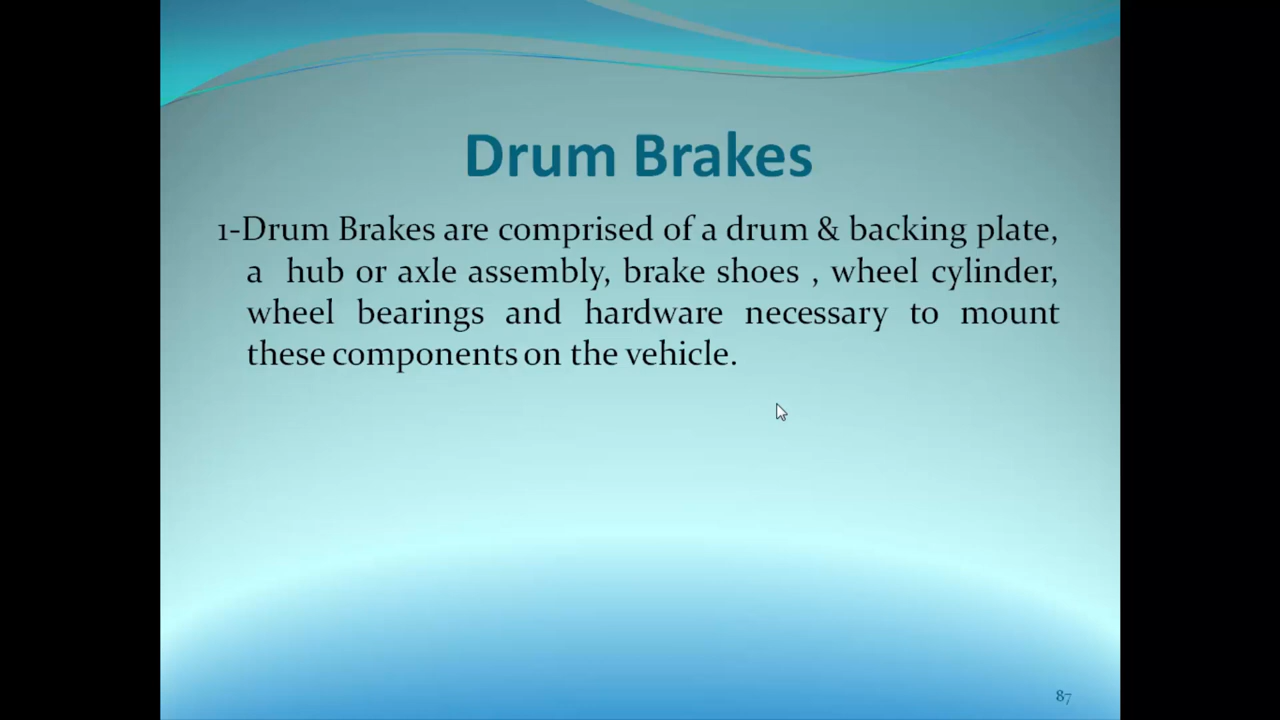 Drum Brakes
1-Drum Brakes are comprised of a drum & backing plate,
a hub or axle assembly, brake shoes , wheel cylinder,
wheel bearings and hardware necessary to mount
these components on the vehicle.
87